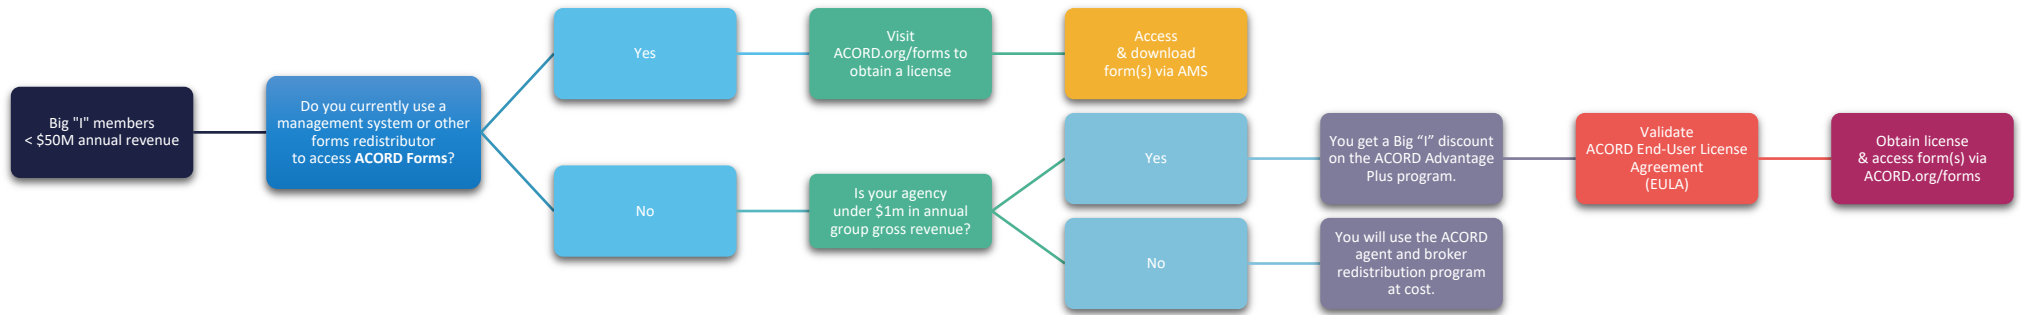 Big "I" members
< $50M annual revenue
Do you currently use a
management system or other
forms redistributor
to access ACORD Forms?
Yes
Visit
ACORD.org/forms to
obtain a license
Access
& download
form(s) via AMS
No
Is your agency
under $1m in annual
group gross revenue?
Yes
You get a Big “I” discount
on the ACORD Advantage
Plus program.
Validate
ACORD End-User License
Agreement
(EULA)
Obtain license
& access form(s) via
ACORD.org/forms
No
You will use the ACORD
agent and broker
redistribution program
at cost.